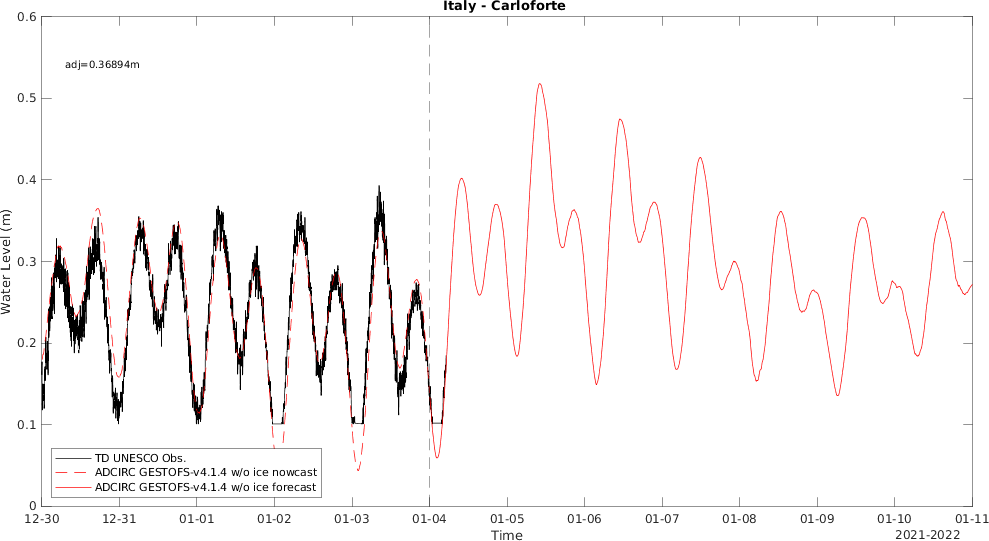 Italy - Carloforte
adj=0.36894m
Water Level (m)
0.6
0.5
0.4
0.3
0.2
0.1
0
TD UNESCO Obs.
ADCIRC GESTOFS-v4.1.4 w/o ice nowcast
ADCIRC GESTOFS-v4.1.4 w/o ice forecast
12-30 12-31 01-01 01-02 01-03 01-04 01-05 01-06 01-07 01-08 01-09 01-10 01-11
Time
2021-2022